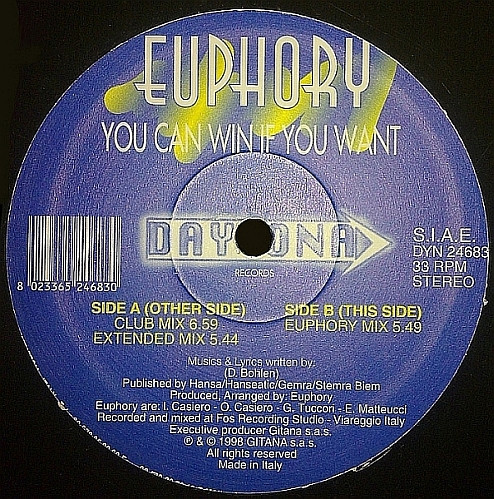 EUPHORY
YOU CAN WIN IF YOU WANT
DAYTONA
RECORDS
S.I.A.E.
DYN 24683
33 RPM
STEREO
8 023365 246830
SIDE A (OTHER SIDE)
CLUB MIX 6.59
EXTENDED MIX 5.44
SIDE B (THIS SIDE)
EUPHORY MIX 5.49
Musics & Lyrics written by:
(D. Bohlen)
Published by Hansa/Hanseatic/Gemra/Stemra Biem
Produced, Arranged by: Euphory
Euphory are: I. Casiero - O. Casiero - G. Tuccori - E. Matteucci
Recorded and mixed at Fos Recording Studio - Viareggio Italy
Executive producer Gitana s.a.s.
℗ & © 1998 GITANA s.a.s.
All rights reserved
Made in Italy